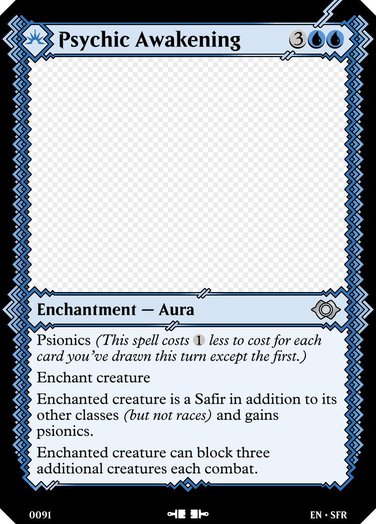 Psychic Awakening 3
Enchantment — Aura
Psionics (This spell costs 1 less to cost for each
card you've drawn this turn except the first.)
Enchant creature
Enchanted creature is a Safir in addition to its
other classes (but not races) and gains
psionics.
Enchanted creature can block three
additional creatures each combat.
0091 EN • SFR